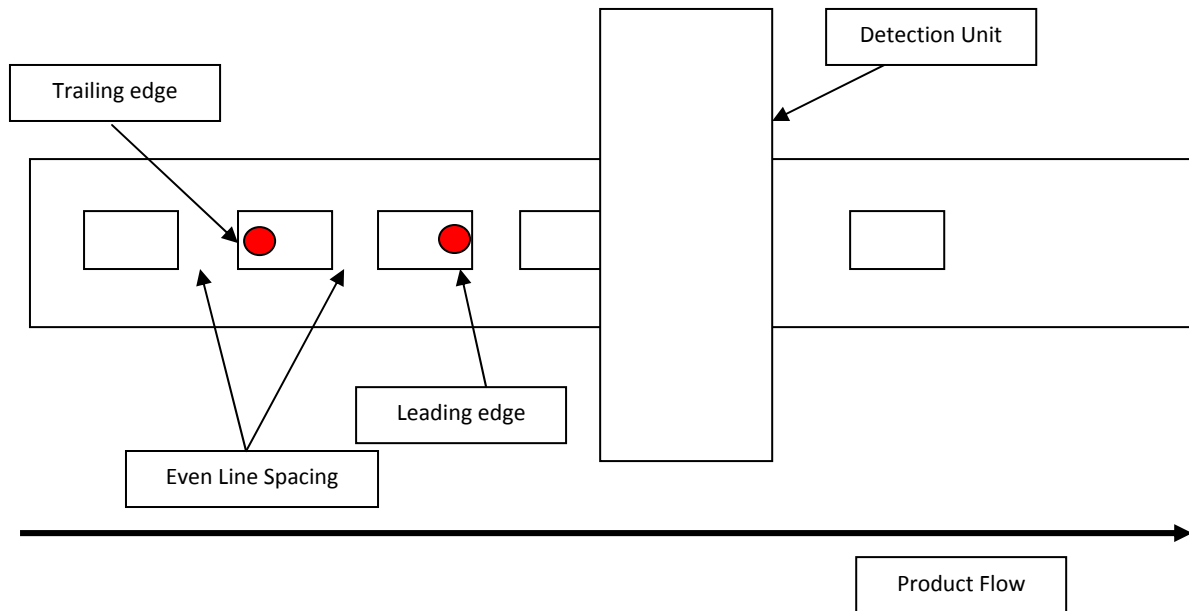 Detection Unit
Trailing edge
Leading edge
Even Line Spacing
Product Flow